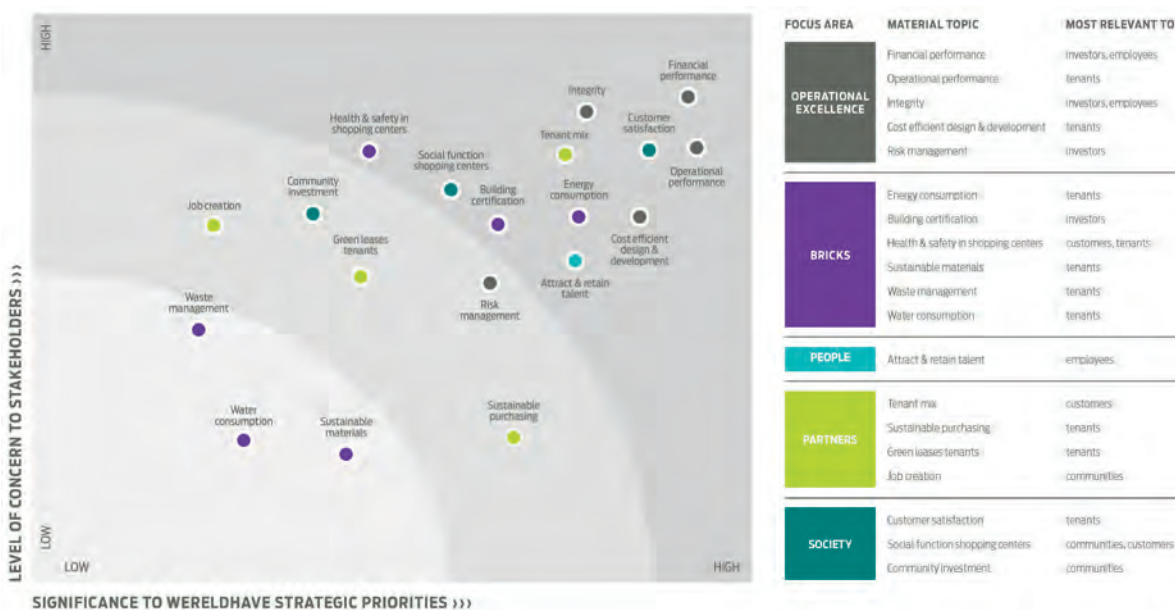 HIGH
LEVEL OF CONCERN TO STAKEHOLDERS ›››
LOW
LOW
HIGH
SIGNIFICANCE TO WERELDHAVE STRATEGIC PRIORITIES ›››
Financial
performance
Integrity
Health & safety in
shopping centers
Tenant mix
Customer
satisfaction
Operational
performance
Social function
shopping centers
Community
investment
Building
certification
Energy
consumption
Job creation
Cost efficient
design &
development
Green leases
tenants
Attract & retain
talent
Risk
management
Waste
management
Water
consumption
Sustainable
materials
Sustainable
purchasing
FOCUS AREA MATERIAL TOPIC MOST RELEVANT TO
OPERATIONAL
EXCELLENCE
Financial performance investors, employees
Operational performance tenants
Integrity investors, employees
Cost efficient design & development tenants
Risk management investors
BRICKS
Energy consumption tenants
Building certification investors
Health & safety in shopping centers customers, tenants
Sustainable materials tenants
Waste management tenants
Water consumption tenants
PEOPLE
Attract & retain talent employees
PARTNERS
Tenant mix customers
Sustainable purchasing tenants
Green leases tenants tenants
Job creation communities
SOCIETY
Customer satisfaction tenants
Social function shopping centers communities, customers
Community investment communities